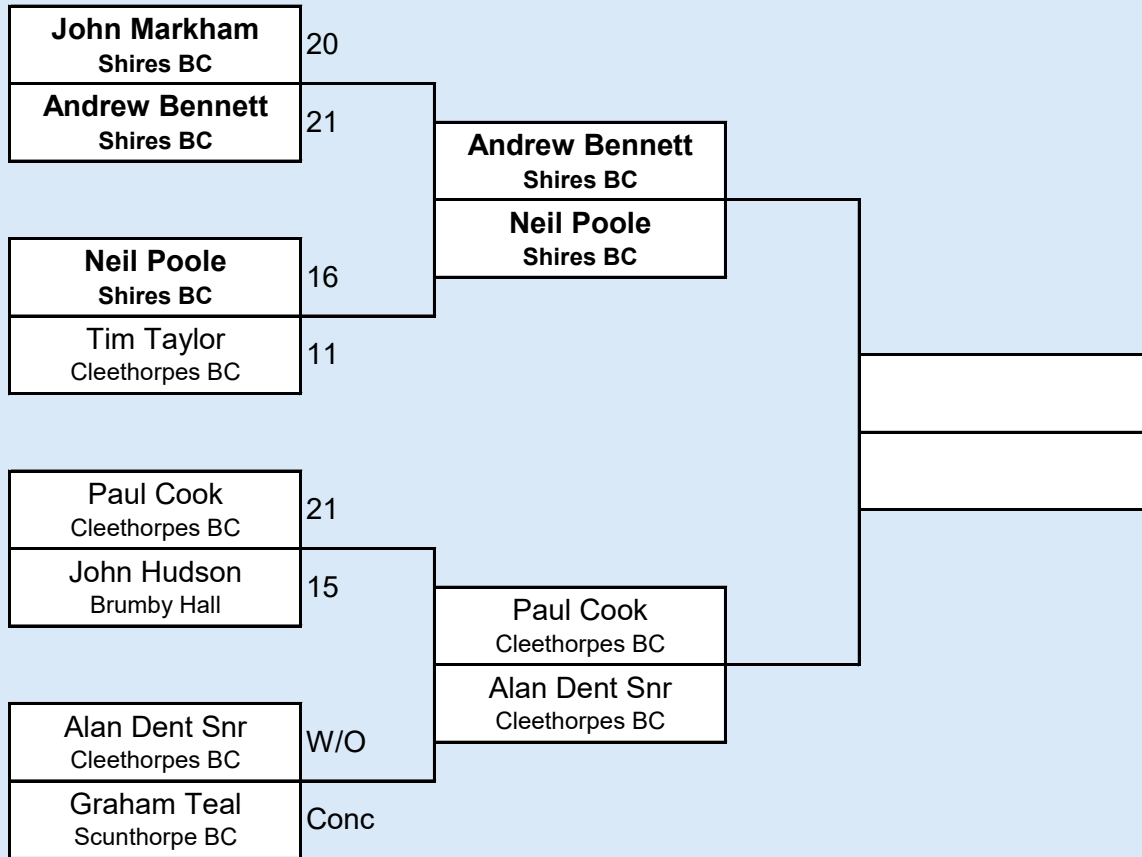 John Markham
Shires BC
20
Andrew Bennett
Shires BC
21
Neil Poole
Shires BC
16
Tim Taylor
Cleethorpes BC
11
Paul Cook
Cleethorpes BC
21
John Hudson
Brumby Hall
15
Alan Dent Snr
Cleethorpes BC
W/O
Graham Teal
Scunthorpe BC
Conc
Andrew Bennett
Shires BC
Neil Poole
Shires BC
Paul Cook
Cleethorpes BC
Alan Dent Snr
Cleethorpes BC